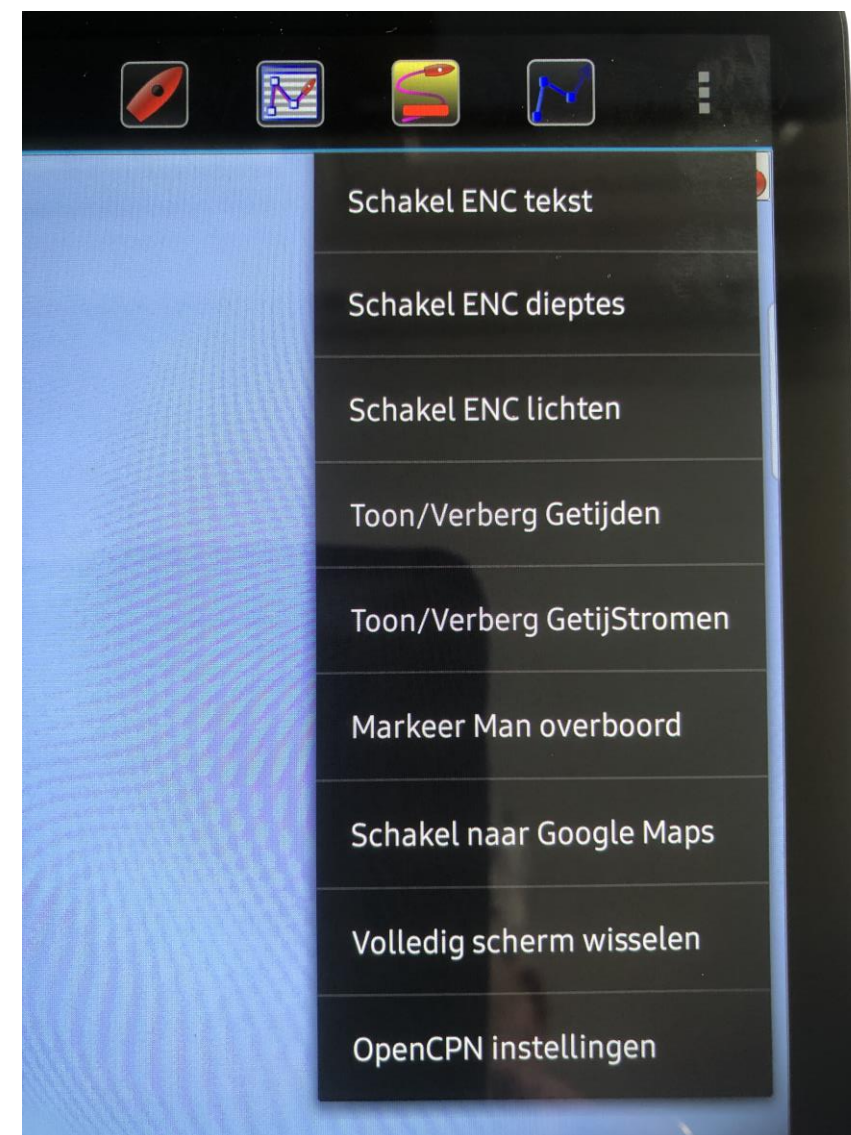 Schakel ENC tekst
Schakel ENC dieptes
Schakel ENC lichten
Toon/Verberg Getijden
Toon/Verberg GetijStromen
Markeer Man overboord
Schakel naar Google Maps
Volledig scherm wisselen
OpenCPN instellingen